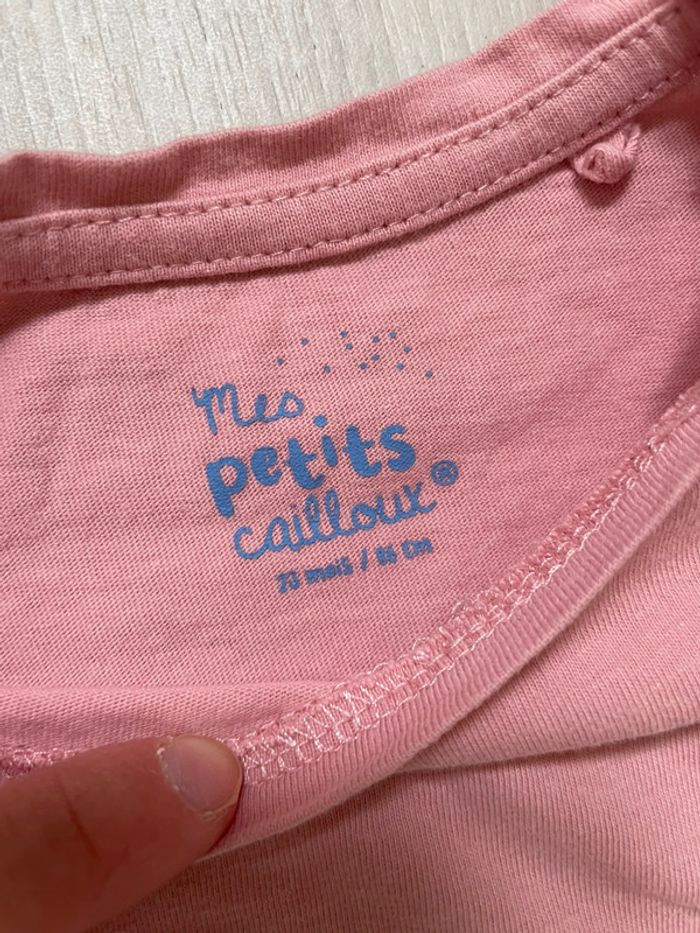 Mes
petits
cailloux®
23 mois / 86 cm